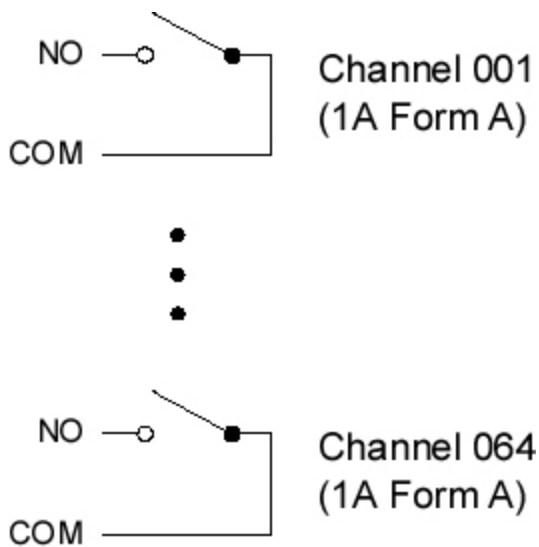 NO
Channel 001
(1A Form A)
COM
NO
Channel 064
(1A Form A)
COM